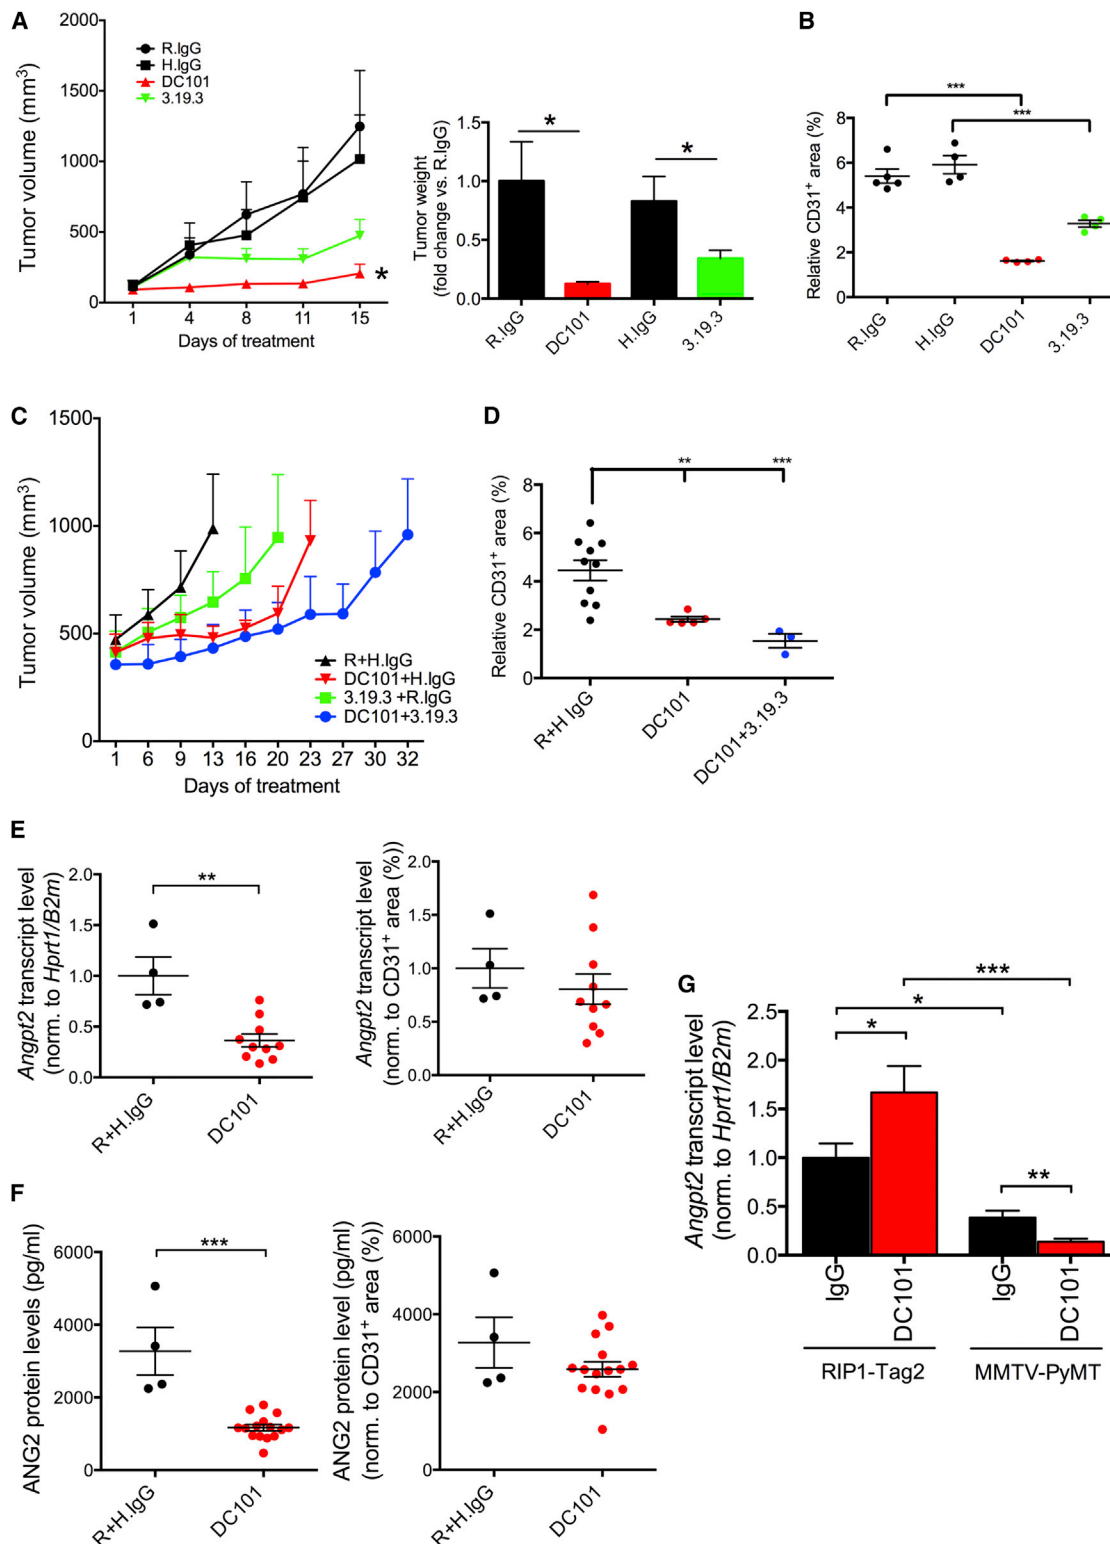 A
Tumor volume (mm3)
2000
1500
1000
500
0
R.IgG
H.IgG
DC101
3.19.3
*
1 4 8 11 15
Days of treatment
Tumor weight
(fold change vs. R.IgG)
1.5
1.0
0.5
0.0
* *
R.IgG DC101 H.IgG 3.19.3
B
Relative CD31+ area (%)
8
6
4
2
0
***
***
R.IgG H.IgG DC101 3.19.3
C
Tumor volume (mm3)
1500
1000
500
0
R+H.IgG
DC101+H.IgG
3.19.3 +R.IgG
DC101+3.19.3
1 6 9 13 16 20 23 27 30 32
Days of treatment
D
Relative CD31+ area (%)
8
6
4
2
0
** ***
R+H IgG DC101 DC101+3.19.3
E
Angpt2 transcript level
(norm. to Hprt1/B2m)
2.0
1.5
1.0
0.5
0.0
**
R+H.IgG DC101
Angpt2 transcript level
(norm. to CD31+ area (%))
2.0
1.5
1.0
0.5
0.0
R+H.IgG DC101
F
ANG2 protein levels (pg/ml)
6000
4000
2000
0
***
R+H.IgG DC101
ANG2 protein level (pg/ml)
(norm. to CD31+ area (%))
6000
4000
2000
0
R+H.IgG DC101
G
Angpt2 transcript level
(norm. to Hprt1/B2m)
2.5
2.0
1.5
1.0
0.5
0.0
***
*
*
**
IgG DC101 IgG DC101
RIP1-Tag2 MMTV-PyMT